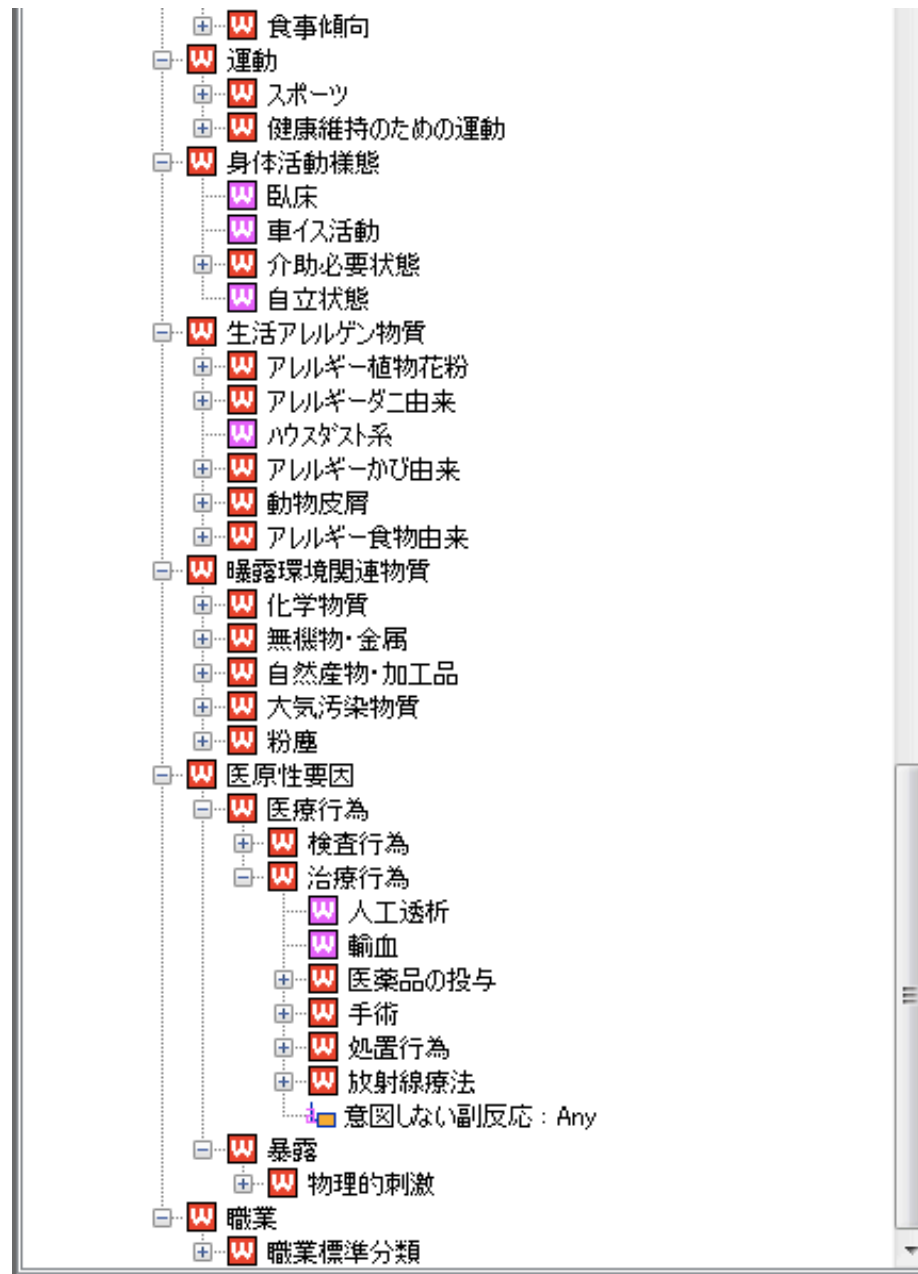 食事傾向
運動
スポーツ
健康維持のための運動
身体活動様態
臥床
車イス活動
介助必要状態
自立状態
生活アレルゲン物質
アレルギー植物花粉
アレルギーダニ由来
ハウスダスト系
アレルギーかび由来
動物皮屑
アレルギー食物由来
曝露環境関連物質
化学物質
無機物・金属
自然産物・加工品
大気汚染物質
粉塵
医原性要因
医療行為
検査行為
治療行為
人工透析
輸血
医薬品の投与
手術
処置行為
放射線療法
意図しない副反応：Any
暴露
物理的刺激
職業
職業標準分類